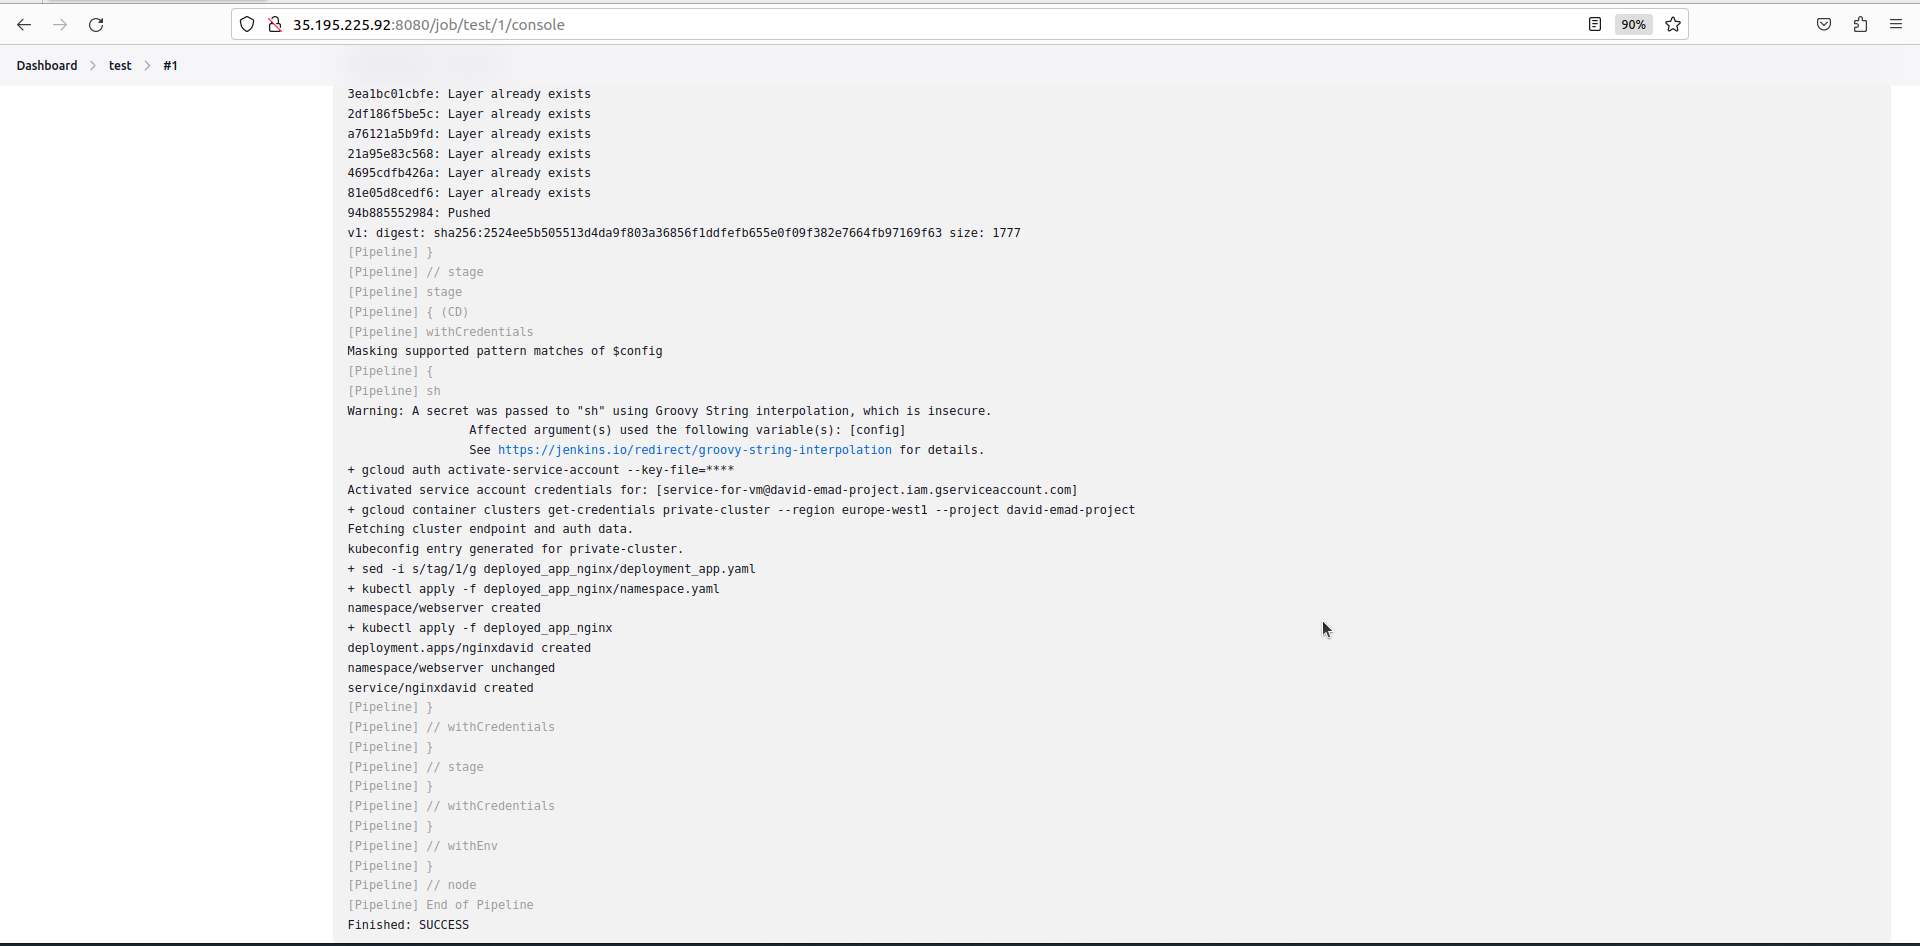 35.195.225.92:8080/job/test/1/console
90%
Dashboard > test > #1
3ea1bc01cbfe: Layer already exists
2df186f5be5c: Layer already exists
a76121a5b9fd: Layer already exists
21a95e83c568: Layer already exists
4695cdfb426a: Layer already exists
81e05d8cedf6: Layer already exists
94b885552984: Pushed
v1: digest: sha256:2524ee5b505513d4da9f803a36856f1ddfefb655e0f09f382e7664fb97169f63 size: 1777
[Pipeline] }
[Pipeline] // stage
[Pipeline] stage
[Pipeline] { (CD)
[Pipeline] withCredentials
Masking supported pattern matches of $config
[Pipeline] {
[Pipeline] sh
Warning: A secret was passed to "sh" using Groovy String interpolation, which is insecure.
Affected argument(s) used the following variable(s): [config]
See https://jenkins.io/redirect/groovy-string-interpolation for details.
+ gcloud auth activate-service-account --key-file=****
Activated service account credentials for: [service-for-vm@david-emad-project.iam.gserviceaccount.com]
+ gcloud container clusters get-credentials private-cluster --region europe-west1 --project david-emad-project
Fetching cluster endpoint and auth data.
kubeconfig entry generated for private-cluster.
+ sed -i s/tag/1/g deployed_app_nginx/deployment_app.yaml
+ kubectl apply -f deployed_app_nginx/namespace.yaml
namespace/webserver created
+ kubectl apply -f deployed_app_nginx
deployment.apps/nginxdavid created
namespace/webserver unchanged
service/nginxdavid created
[Pipeline] }
[Pipeline] // withCredentials
[Pipeline] }
[Pipeline] // stage
[Pipeline] }
[Pipeline] // withCredentials
[Pipeline] }
[Pipeline] // withEnv
[Pipeline] }
[Pipeline] // node
[Pipeline] End of Pipeline
Finished: SUCCESS